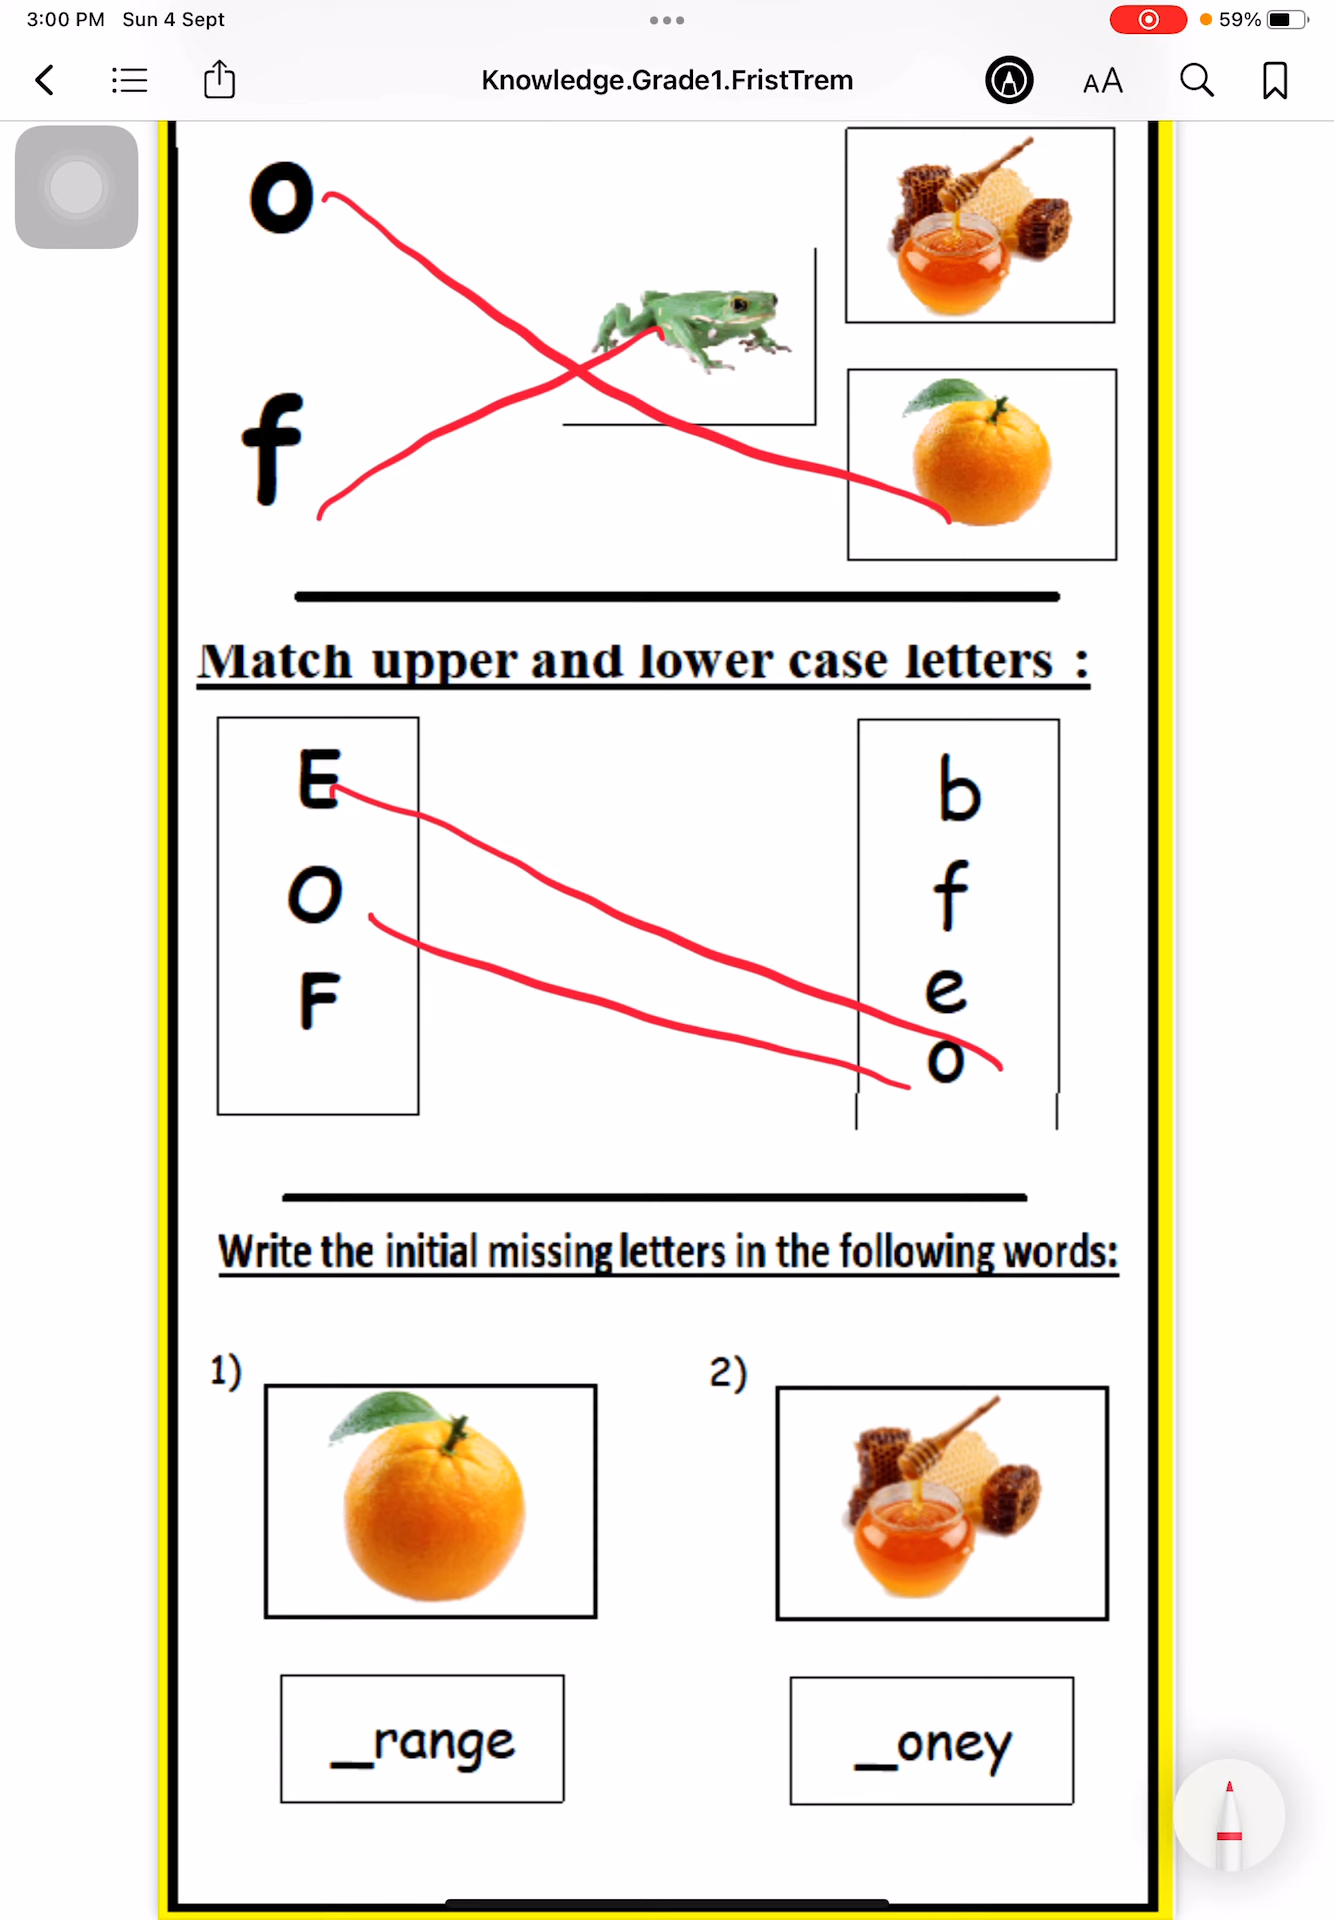 3:00 PM Sun 4 Sept
59%
Knowledge.Grade1.FristTrem
AA
o
f
Match upper and lower case letters :
E
O
F
b
f
e
o
Write the initial missing letters in the following words:
1)
2)
_range
_oney